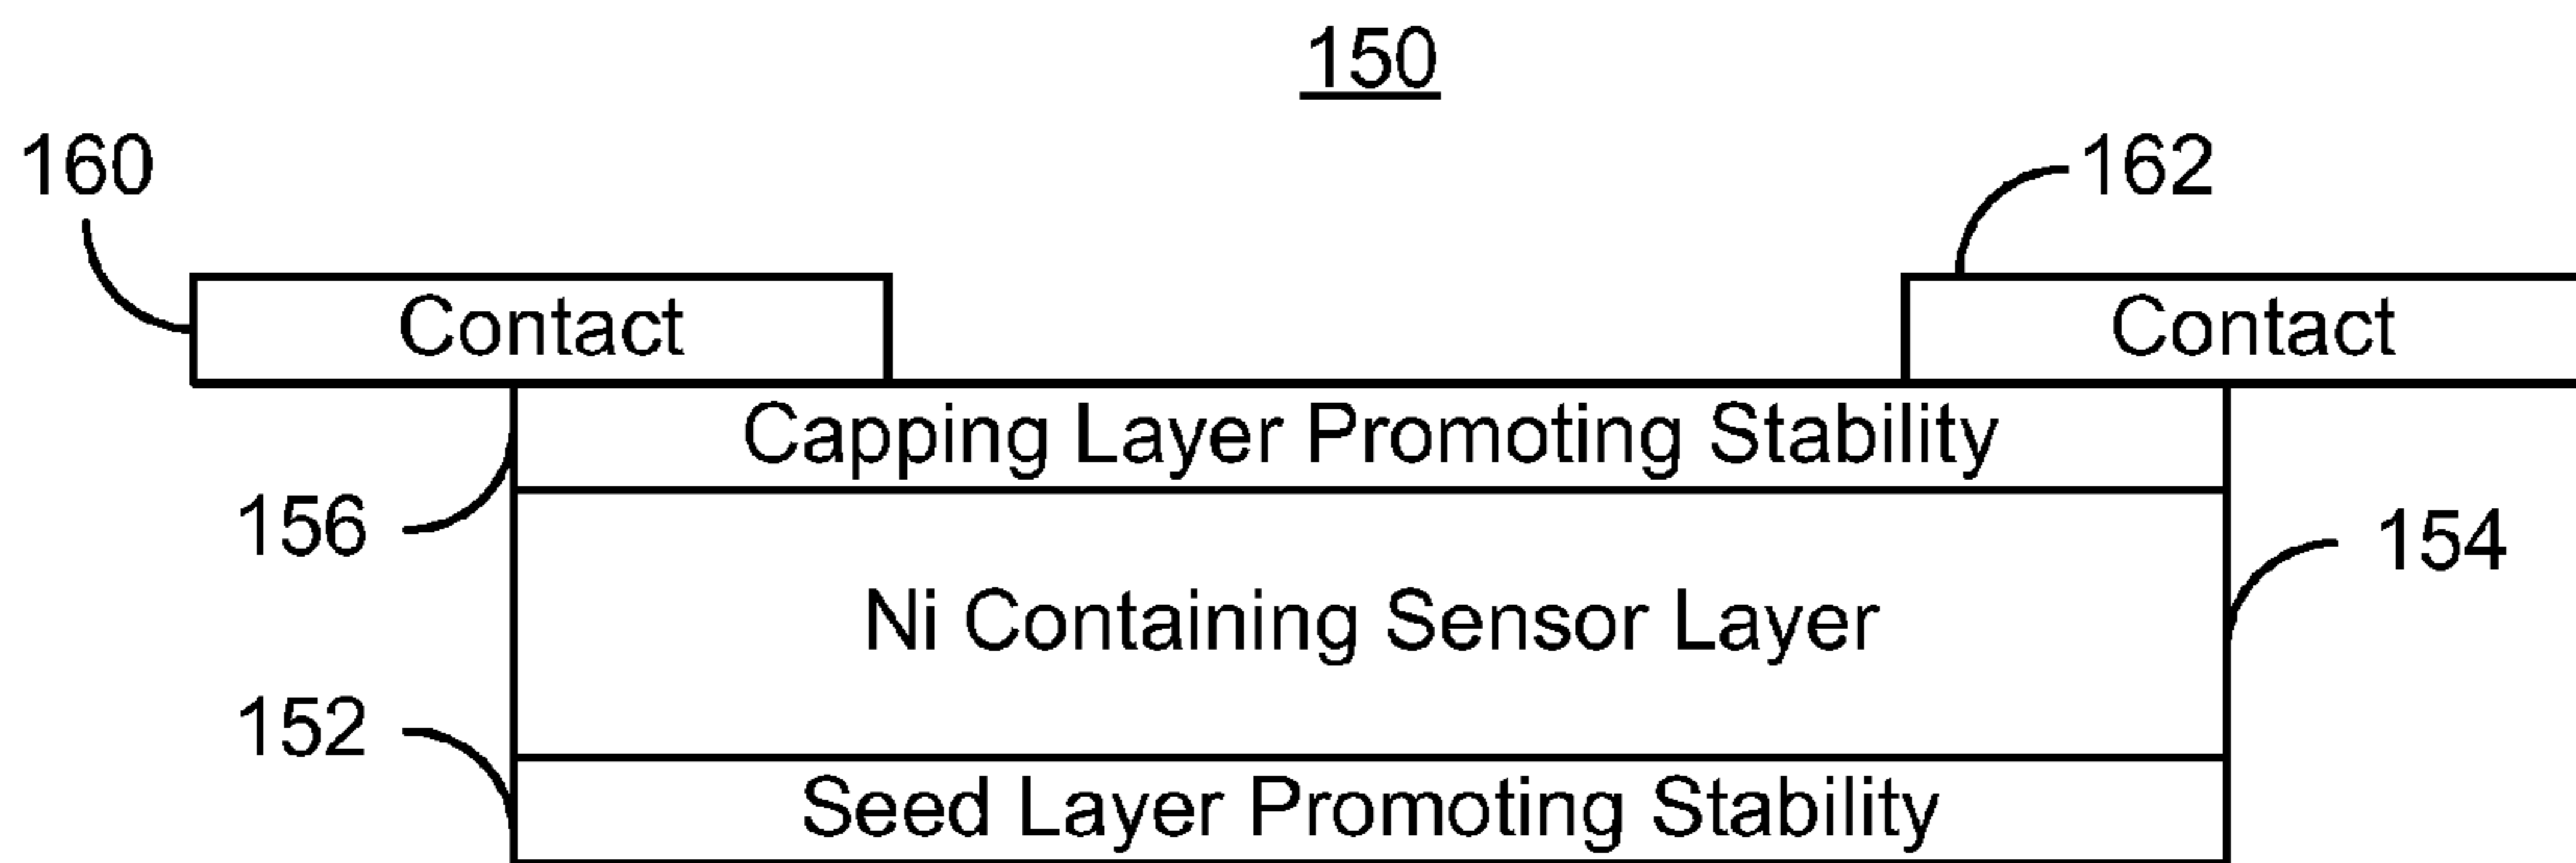 150
160
162
Contact
Contact
Capping Layer Promoting Stability
156
154
Ni Containing Sensor Layer
152
Seed Layer Promoting Stability